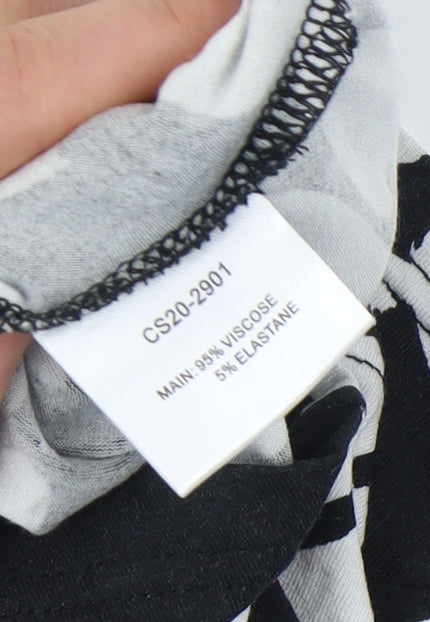 CS20-2901
MAIN: 95% VISCOSE
5% ELASTANE